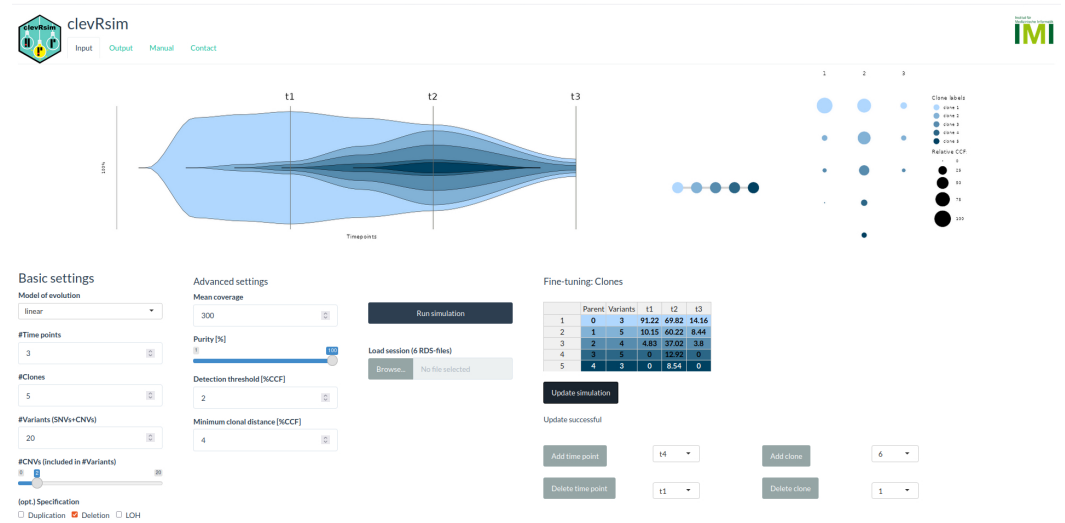 clevRsim
clevRsim
Input Output Manual Contact
IMI
t1 t2 t3
100%
Timepoints
1 2 3
Clone labels
clone 1
clone 2
clone 3
clone 4
clone 5
Relative CCF
0
25
50
75
100
Basic settings
Model of evolution
linear
#Time points
3
#Clones
5
#Variants (SNVs+CNVs)
20
#CNVs (included in #Variants)
0 2 20
(opt.) Specification
Duplication Deletion LOH
Advanced settings
Mean coverage
300
Purity [%]
1 100
Detection threshold [%CCF]
2
Minimum clonal distance [%CCF]
4
Run simulation
Load session (6 RDS-files)
Browse... No file selected
Fine-tuning: Clones
Parent Variants t1 t2 t3
1 0 3 91.22 69.82 14.16
2 1 5 10.15 60.22 8.44
3 2 4 4.83 37.02 3.8
4 3 5 0 12.92 0
5 4 3 0 8.54 0
Update simulation
Update successful
Add time point t4 Add clone 6
Delete time point t1 Delete clone 1